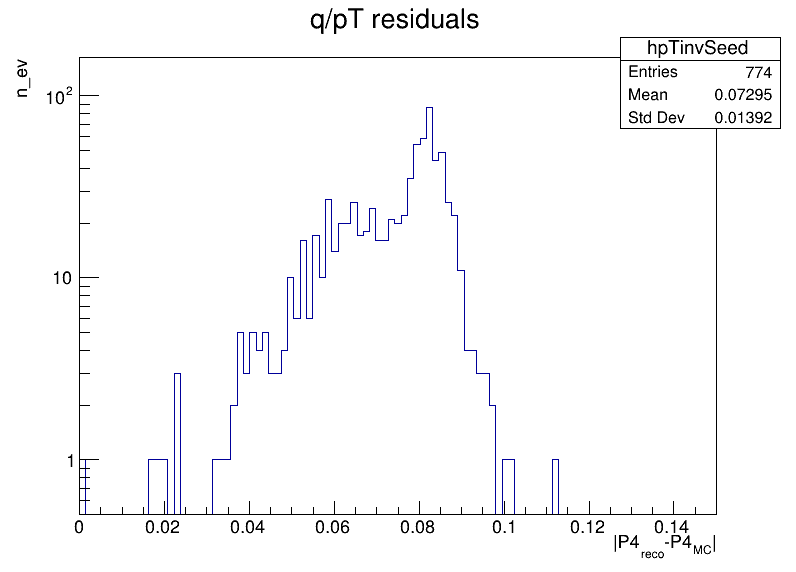 q/pT residuals
hpTinvSeed
Entries 774
Mean 0.07295
Std Dev 0.01392
n_ev
10²
10
1
0 0.02 0.04 0.06 0.08 0.1 0.12 0.14
|P4reco-P4MC|